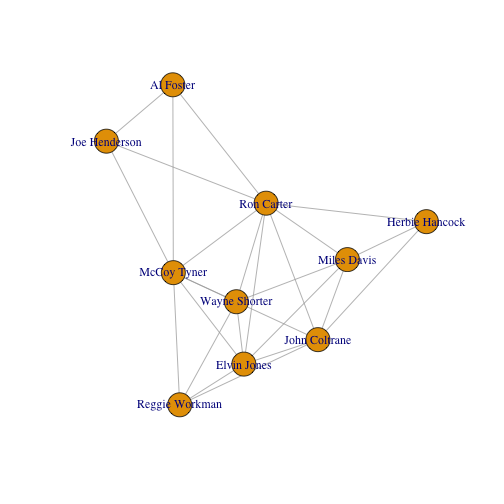 Al Foster
Joe Henderson
Ron Carter
Herbie Hancock
Miles Davis
McCoy Tyner
Wayne Shorter
John Coltrane
Elvin Jones
Reggie Workman